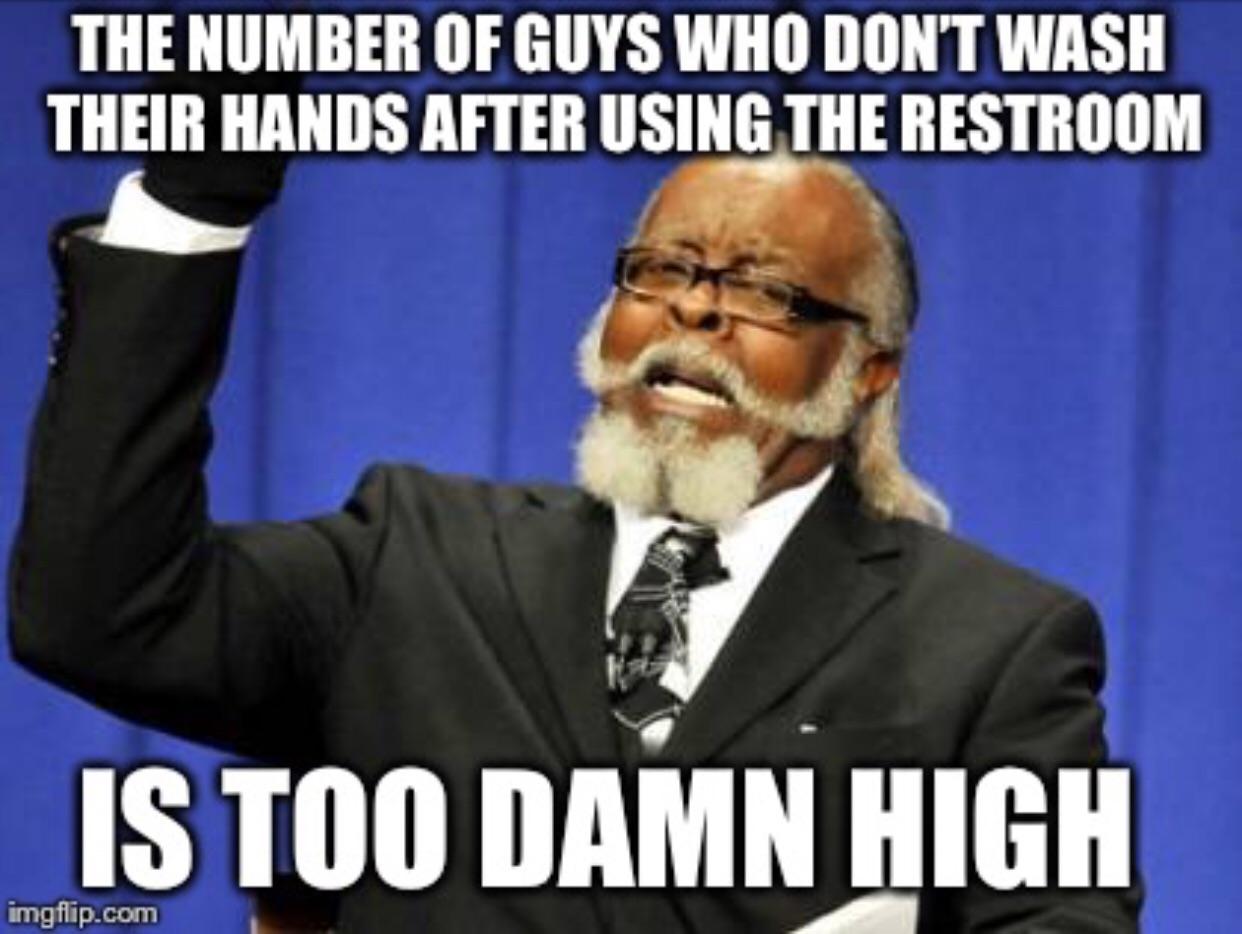 THE NUMBER OF GUYS WHO DON'T WASH
THEIR HANDS AFTER USING THE RESTROOM
IS TOO DAMN HIGH
imgflip.com